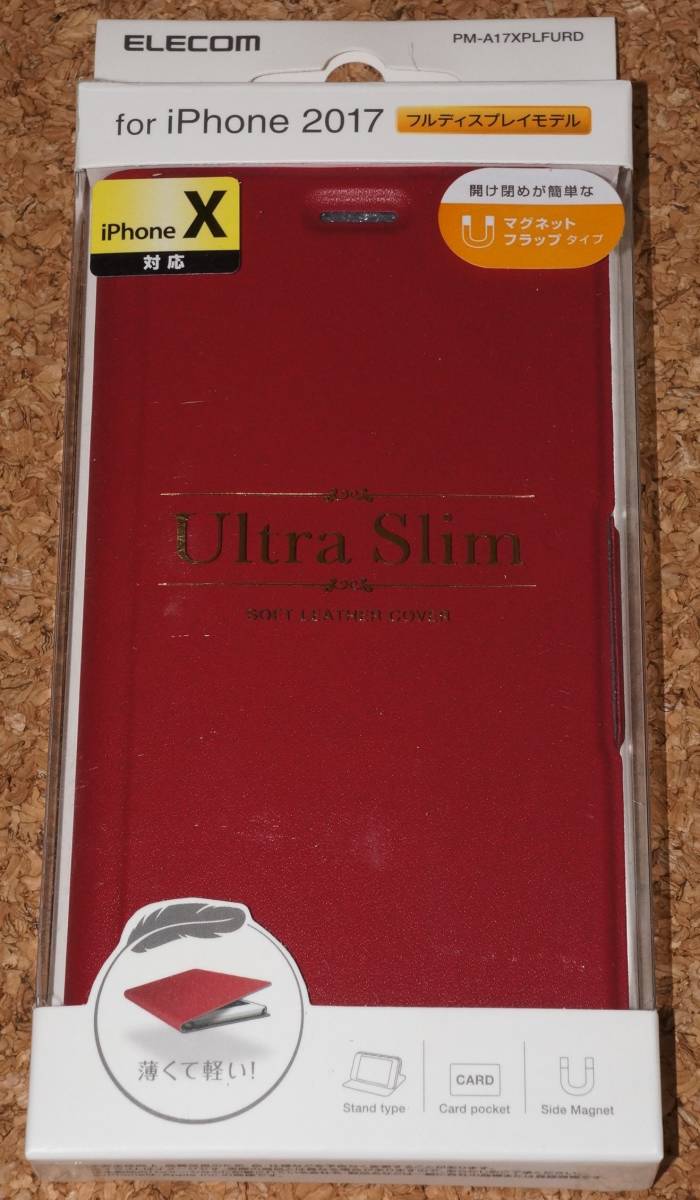 ELECOM
PM-A17XPLFURD
for iPhone 2017 フルディスプレイモデル
iPhone X
対応
開け閉めが簡単な
マグネット
フラップ タイプ
Ultra Slim
SOFT LEATHER COVER
薄くて軽い!
CARD
Stand type
Card pocket
Side Magnet